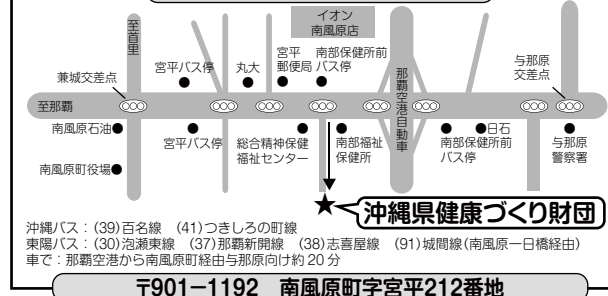 イオン
南風原店
至首里
兼城交差点
宮平バス停
丸大
宮平
郵便局
南部保健所前
バス停
那覇空港自動車
与那原
交差点
至那覇
南風原石油
宮平バス停
総合精神保健
福祉センター
南部福祉
保健所
日石
南部保健所前
バス停
与那原
警察署
南風原町役場
沖縄県健康づくり財団
沖縄バス：(39)百名線　(41)つきしろの町線
東陽バス：(30)泡瀬東線　(37)那覇新開線　(38)志喜屋線　(91)城間線(南風原一日橋経由)
車で：那覇空港から南風原町経由与那原向け約20分
〒901−1192　南風原町字宮平212番地